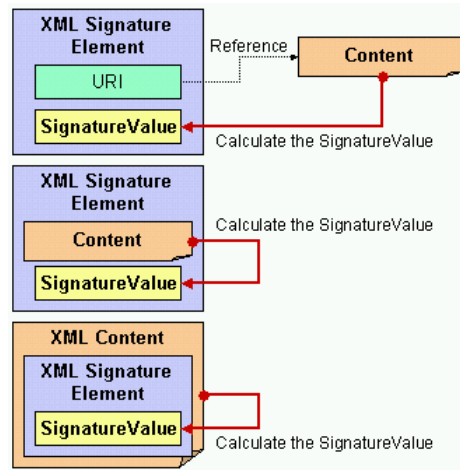 XML Signature
Element
URI
SignatureValue
Reference
Content
Calculate the SignatureValue
XML Signature
Element
Content
SignatureValue
Calculate the SignatureValue
XML Content
XML Signature
Element
SignatureValue
Calculate the SignatureValue